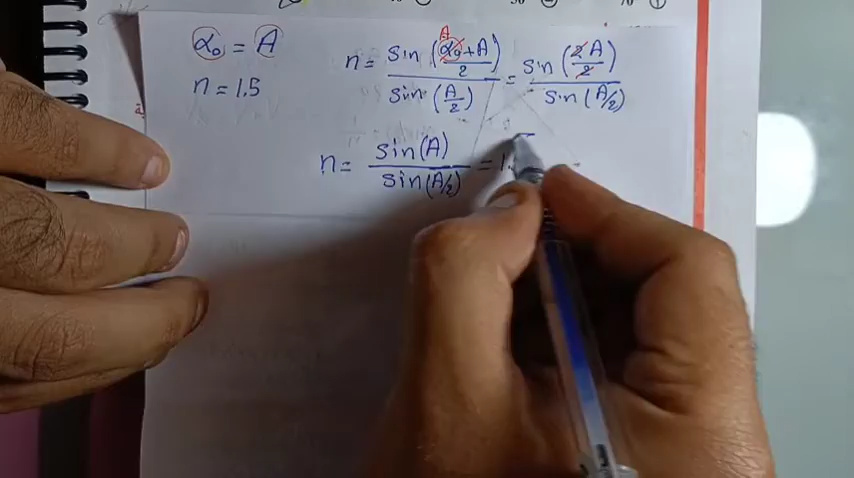 α₀ = A
n = 1.5
n = sin((α₀+A)/2) / sin(A/2) = sin(2A/2) / sin(A/2)
A
n = sin(A) / sin(A/2) = 1.